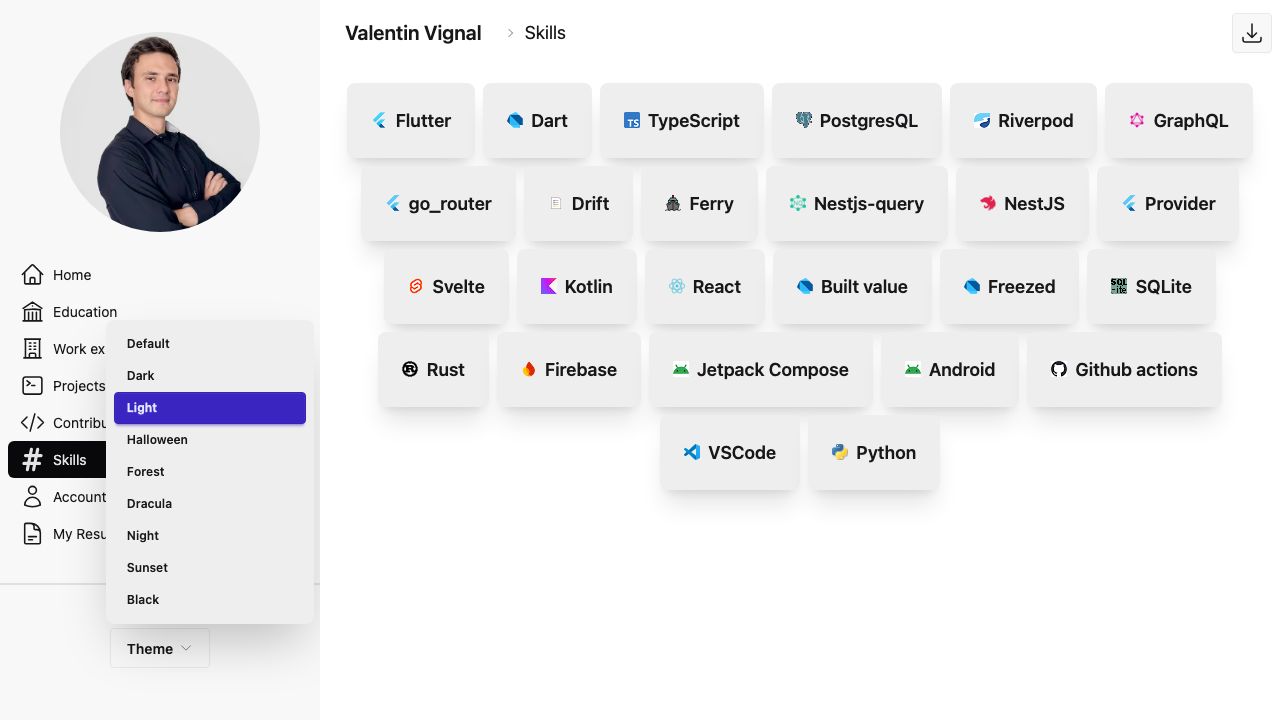 Valentin Vignal
Skills
Home
Education
Work ex
Projects
Contribu
Skills
Account
My Resu
Default
Dark
Light
Halloween
Forest
Dracula
Night
Sunset
Black
Theme
Flutter
Dart
TS TypeScript
PostgresQL
Riverpod
GraphQL
go_router
Drift
Ferry
Nestjs-query
NestJS
Provider
Svelte
Kotlin
React
Built value
Freezed
SQLite SQLite
Rust
Firebase
Jetpack Compose
Android
Github actions
VSCode
Python